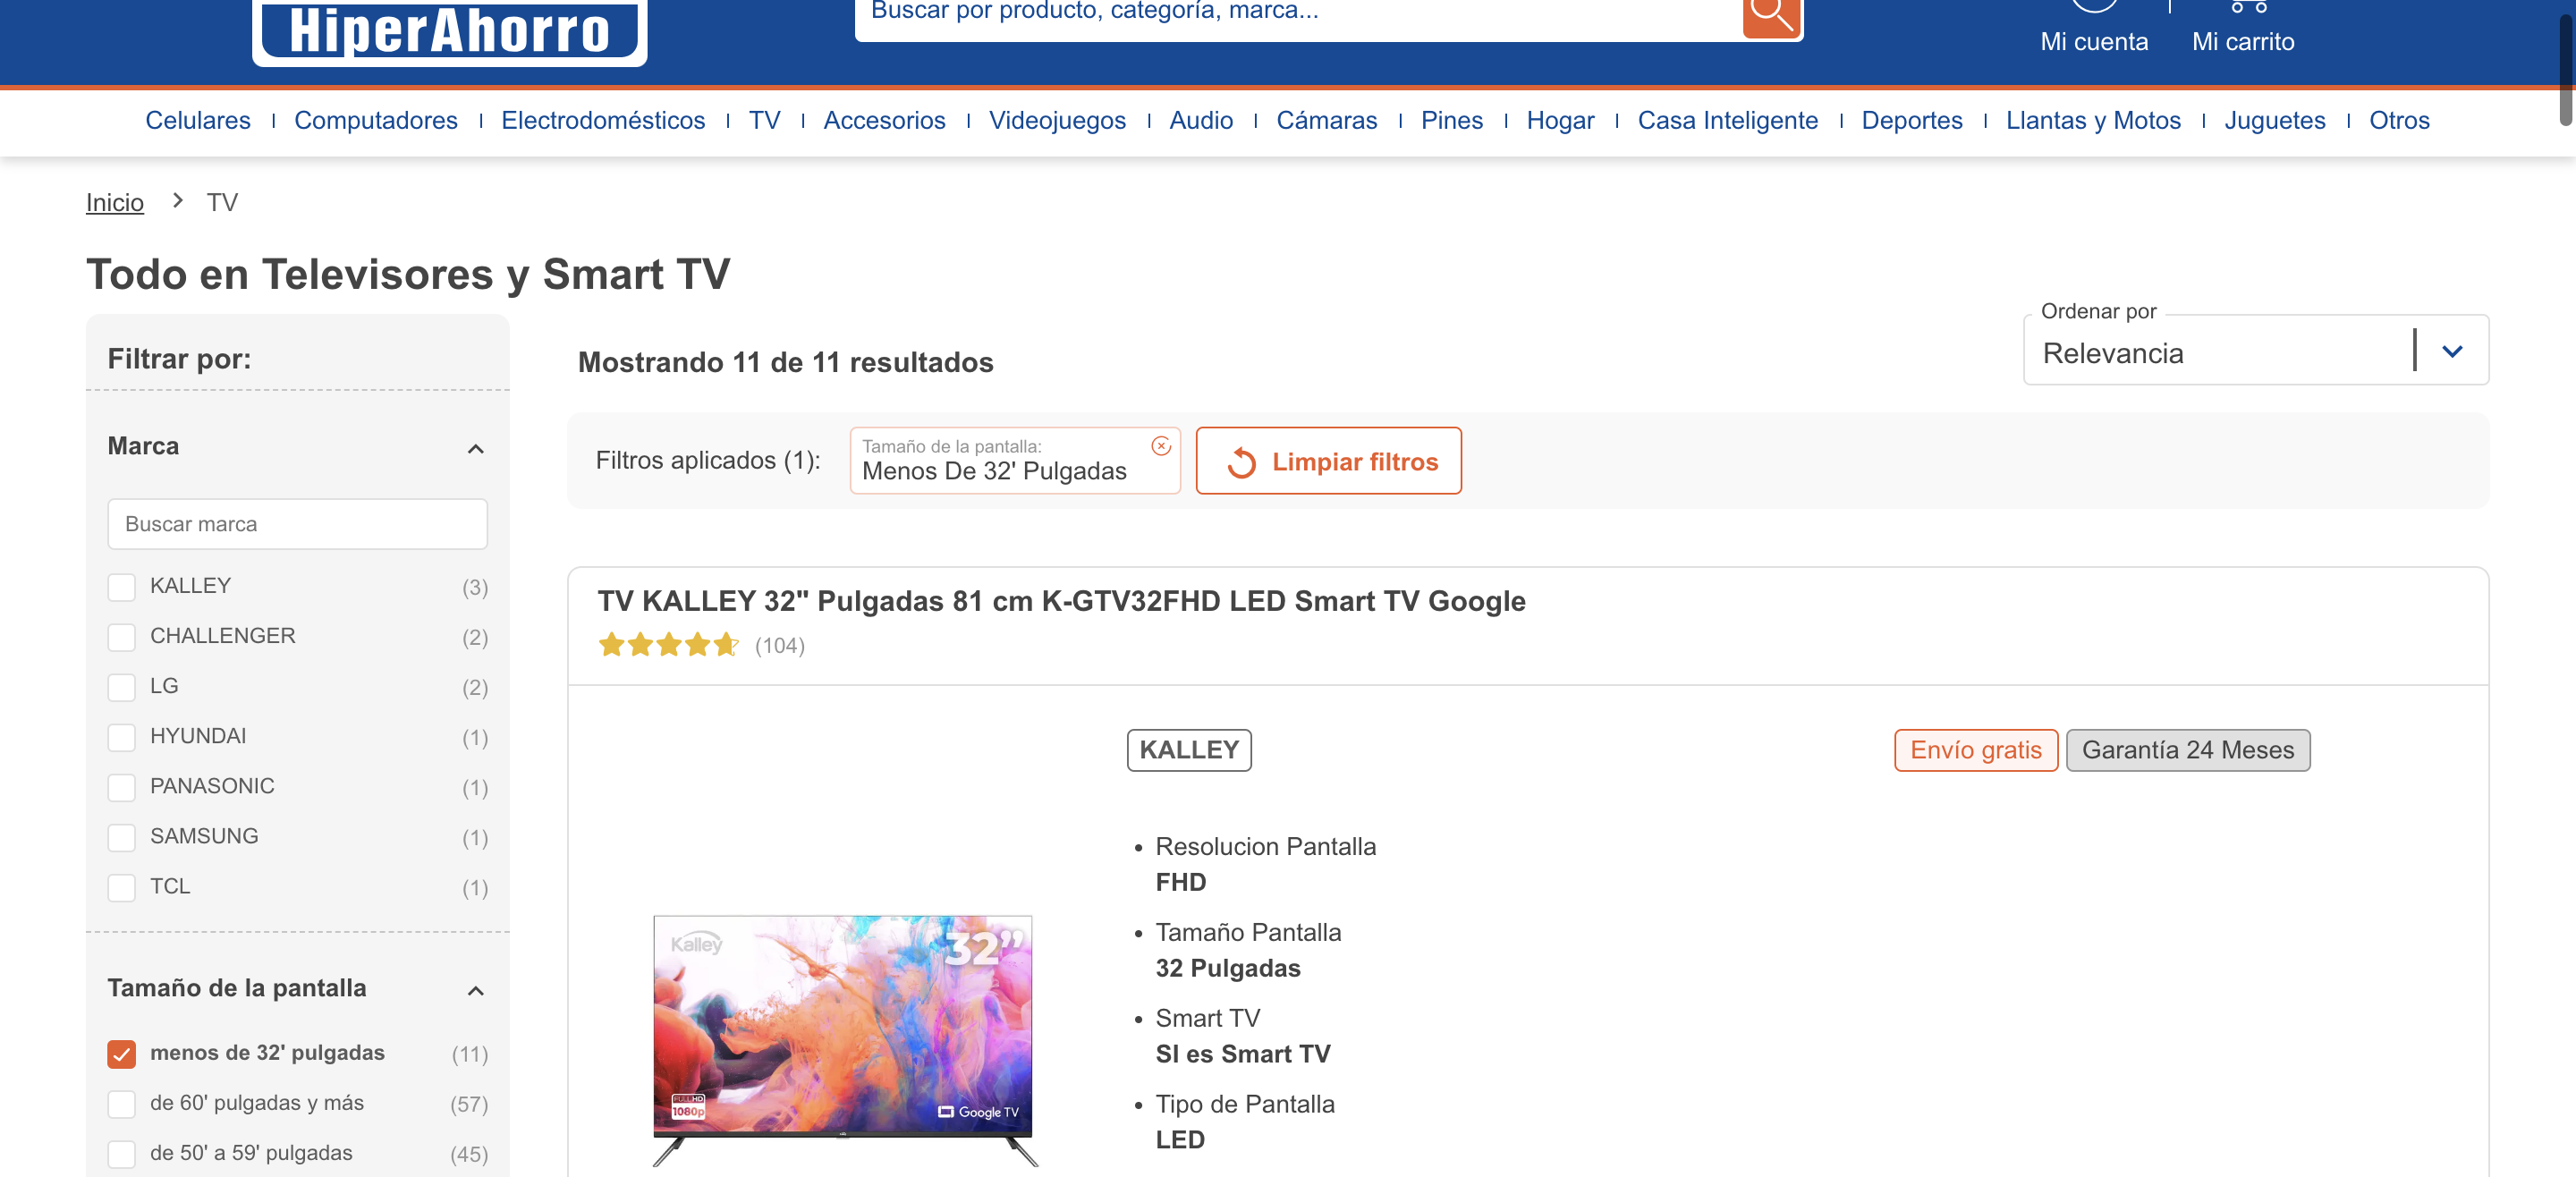 HiperAhorro
Buscar por producto, categoría, marca...
Mi cuenta
Mi carrito
Celulares
Computadores
Electrodomésticos
TV
Accesorios
Videojuegos
Audio
Cámaras
Pines
Hogar
Casa Inteligente
Deportes
Llantas y Motos
Juguetes
Otros
Inicio > TV
Todo en Televisores y Smart TV
Filtrar por:
Marca
Buscar marca
KALLEY (3)
CHALLENGER (2)
LG (2)
HYUNDAI (1)
PANASONIC (1)
SAMSUNG (1)
TCL (1)
Tamaño de la pantalla
menos de 32' pulgadas (11)
de 60' pulgadas y más (57)
de 50' a 59' pulgadas (45)
Mostrando 11 de 11 resultados
Ordenar por
Relevancia
Filtros aplicados (1):
Tamaño de la pantalla:
Menos De 32' Pulgadas
Limpiar filtros
TV KALLEY 32" Pulgadas 81 cm K-GTV32FHD LED Smart TV Google
(104)
KALLEY
Envío gratis
Garantía 24 Meses
Kalley
32”
FULLHD
1080p
Google TV
• Resolucion Pantalla
FHD
• Tamaño Pantalla
32 Pulgadas
• Smart TV
SI es Smart TV
• Tipo de Pantalla
LED